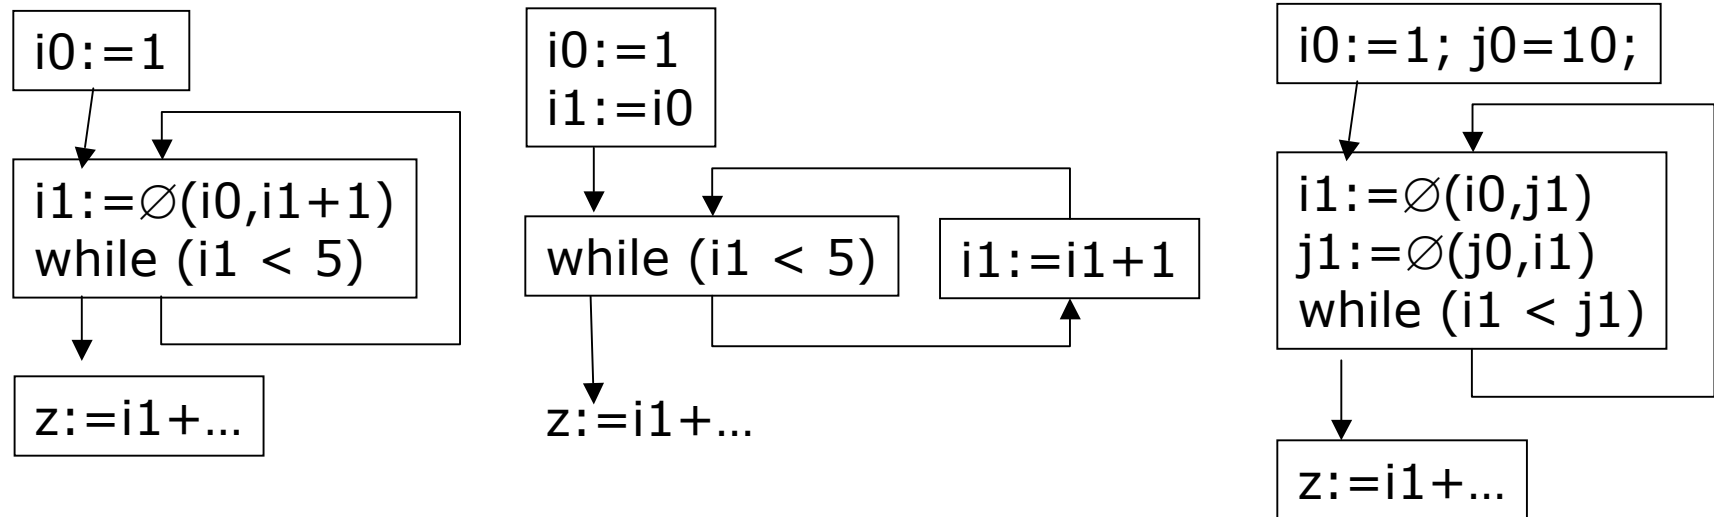 i0:=1
i1:=∅(i0,i1+1)
while (i1 < 5)
z:=i1+…
i0:=1
i1:=i0
while (i1 < 5)
i1:=i1+1
z:=i1+…
i0:=1; j0=10;
i1:=∅(i0,j1)
j1:=∅(j0,i1)
while (i1 < j1)
z:=i1+…